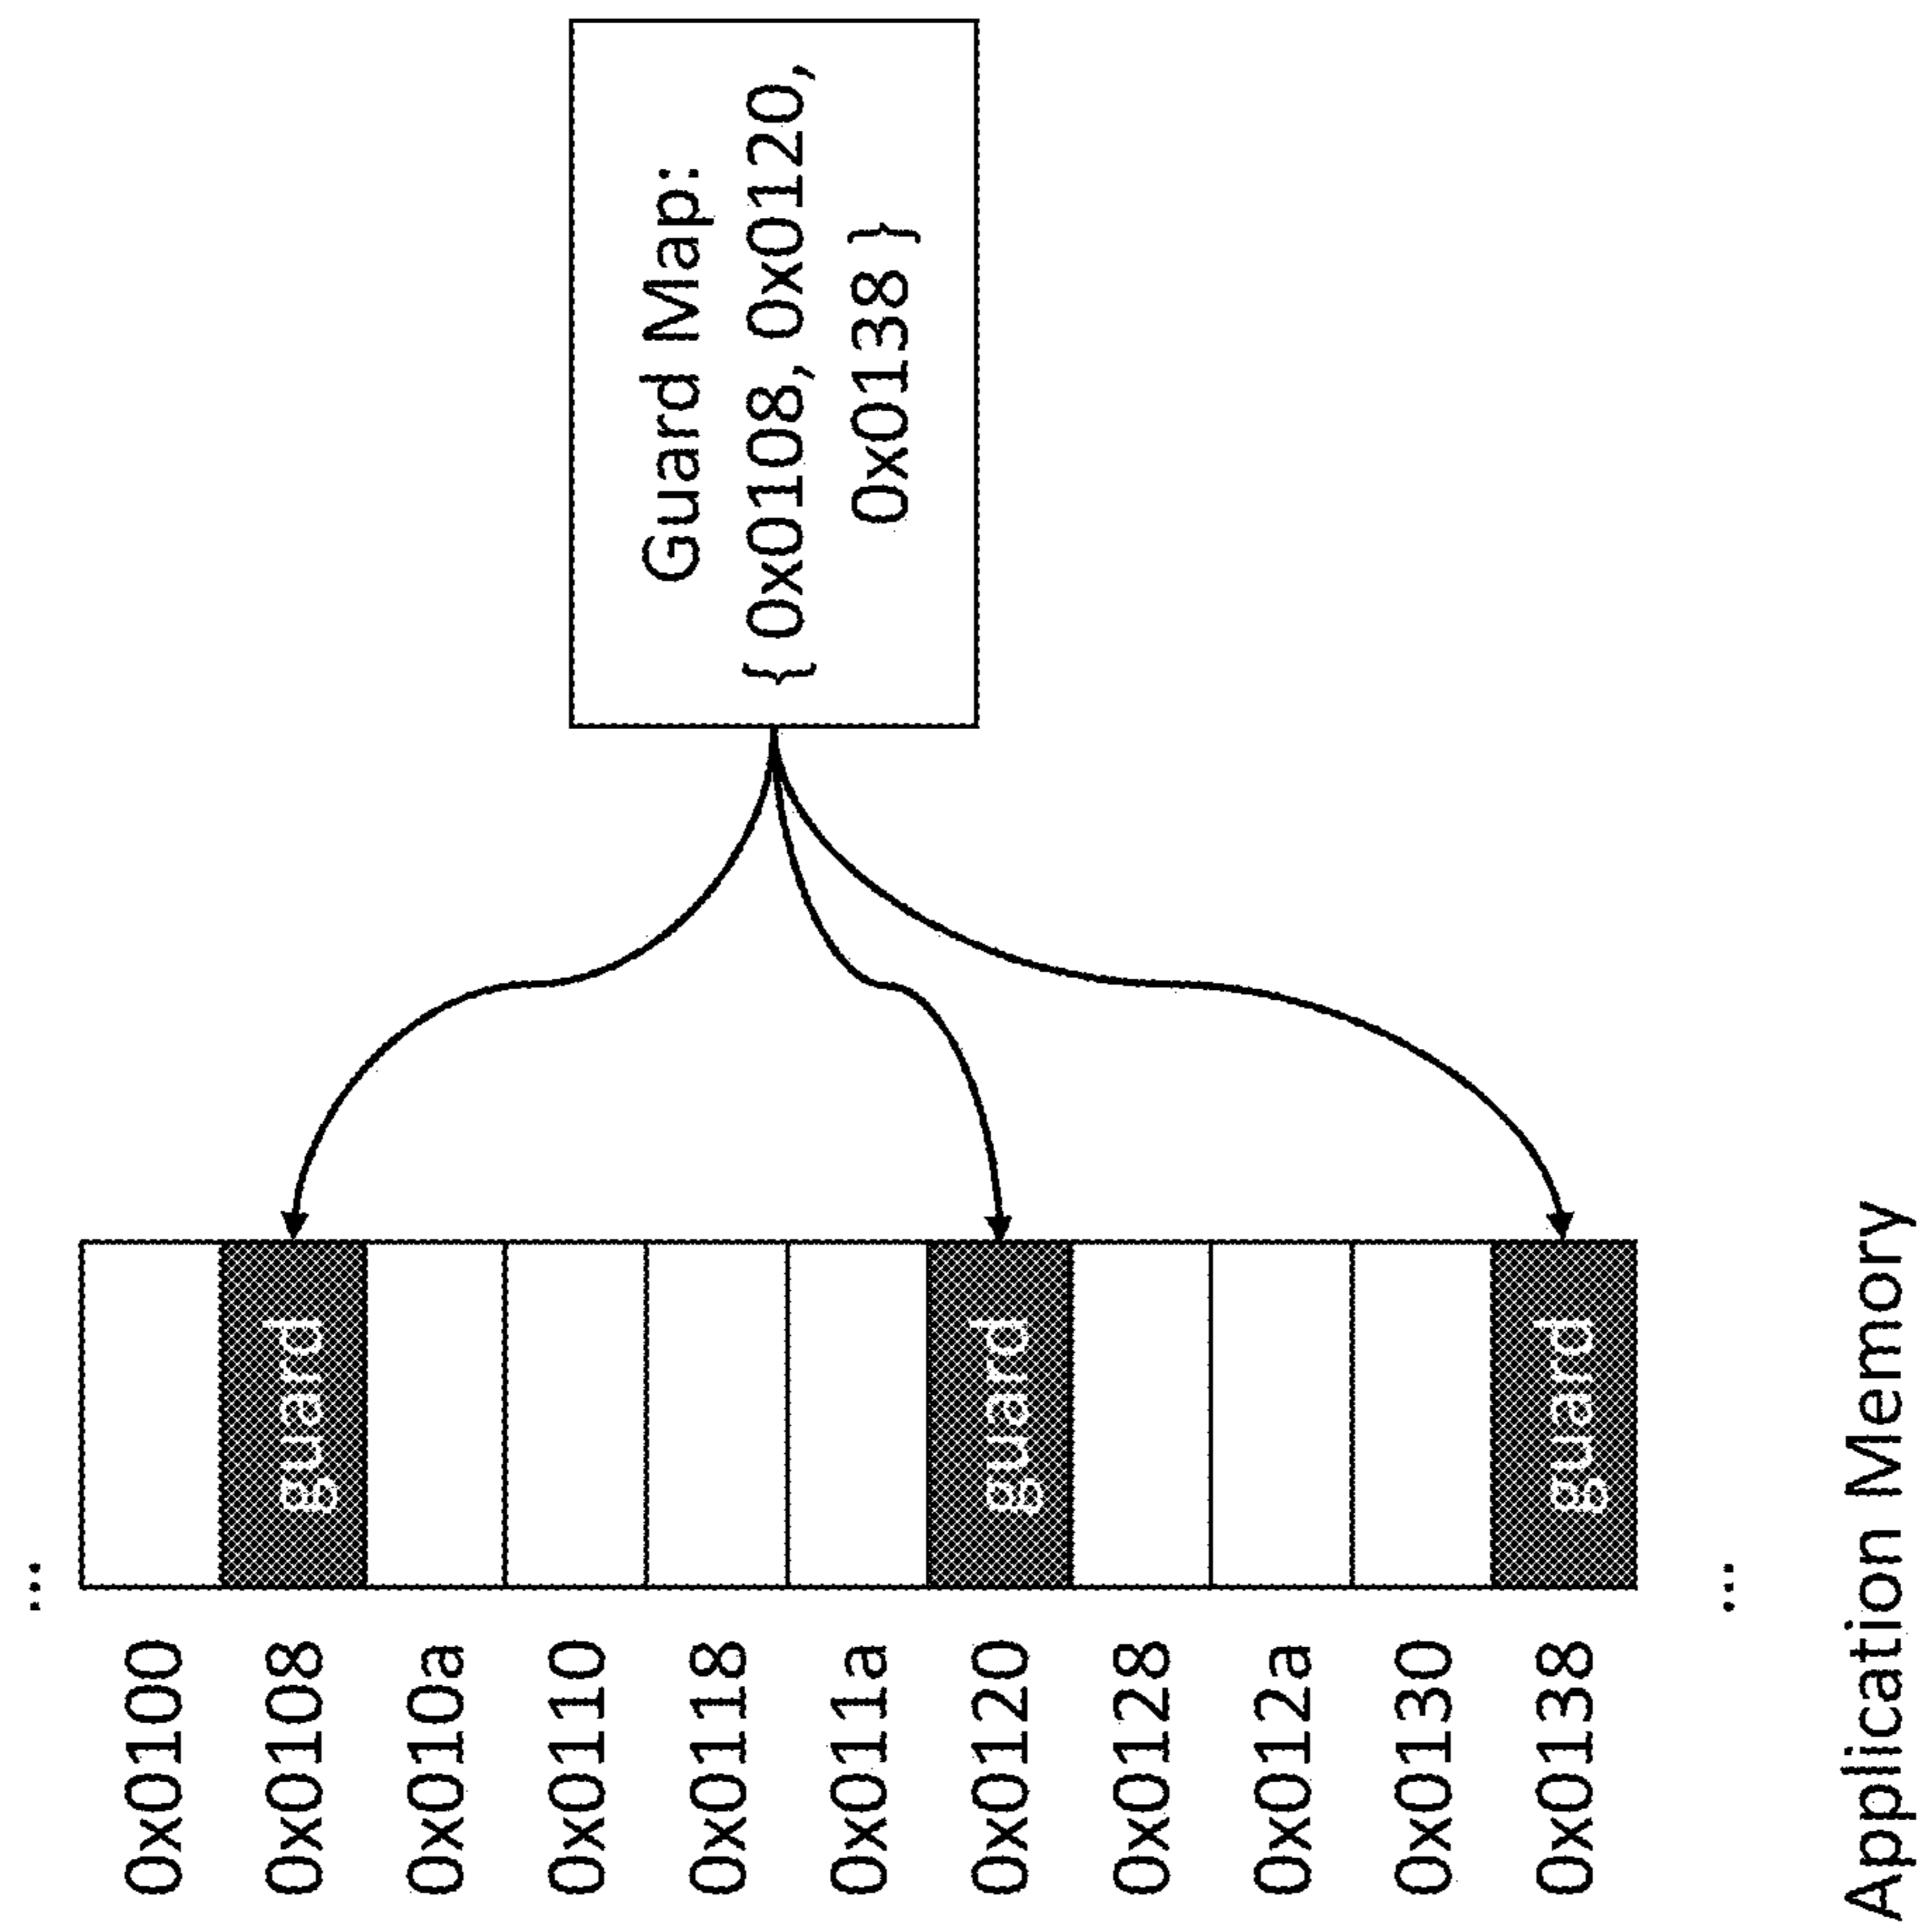 ...
0x0100
0x0108 guard
0x010a
0x0110
0x0118
0x011a
0x0120 guard
0x0128
0x012a
0x0130
0x0138 guard
...
Application Memory
Guard Map:
{ 0x0108, 0x0120,
0x0138 }